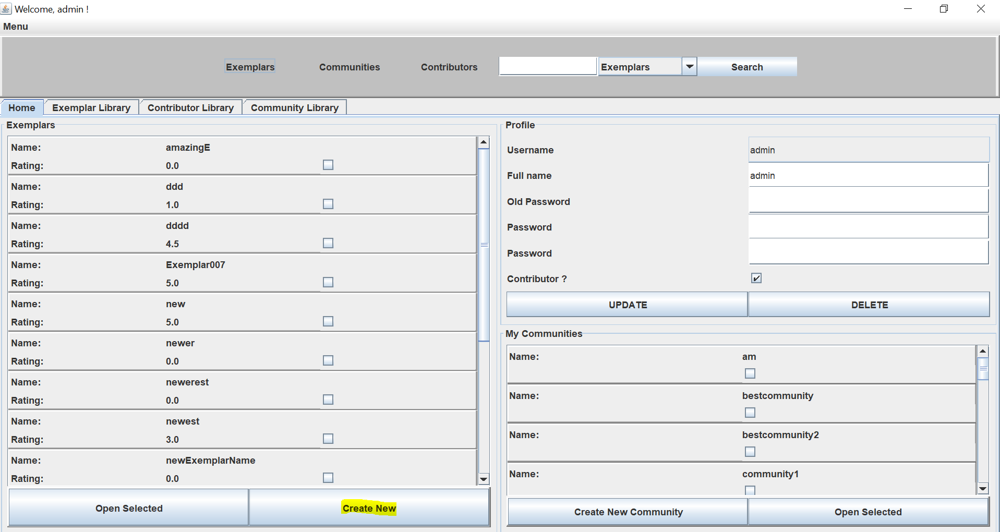 Welcome, admin !
Menu
Exemplars Communities Contributors Exemplars Search
Home Exemplar Library Contributor Library Community Library
Exemplars
Name: amazingE
Rating: 0.0
Name: ddd
Rating: 1.0
Name: dddd
Rating: 4.5
Name: Exemplar007
Rating: 5.0
Name: new
Rating: 5.0
Name: newer
Rating: 0.0
Name: newerest
Rating: 0.0
Name: newest
Rating: 3.0
Name: newExemplarName
Rating: 0.0
Open Selected Create New
Profile
Username admin
Full name admin
Old Password
Password
Password
Contributor ?
UPDATE DELETE
My Communities
Name: am
Name: bestcommunity
Name: bestcommunity2
Name: community1
Create New Community Open Selected